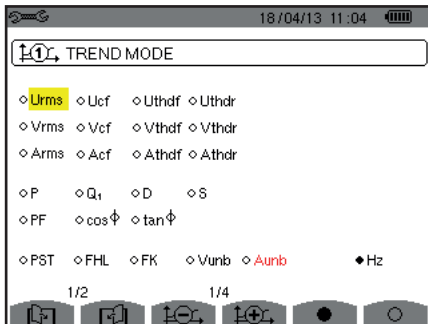 18/04/13 11:04
1 TREND MODE
Urms Ucf Uthdf Uthdr
Vrms Vcf Vthdf Vthdr
Arms Acf Athdf Athdr
P Q₁ D S
PF cosΦ tanΦ
PST FHL FK Vunb Aunb Hz
1/2 1/4